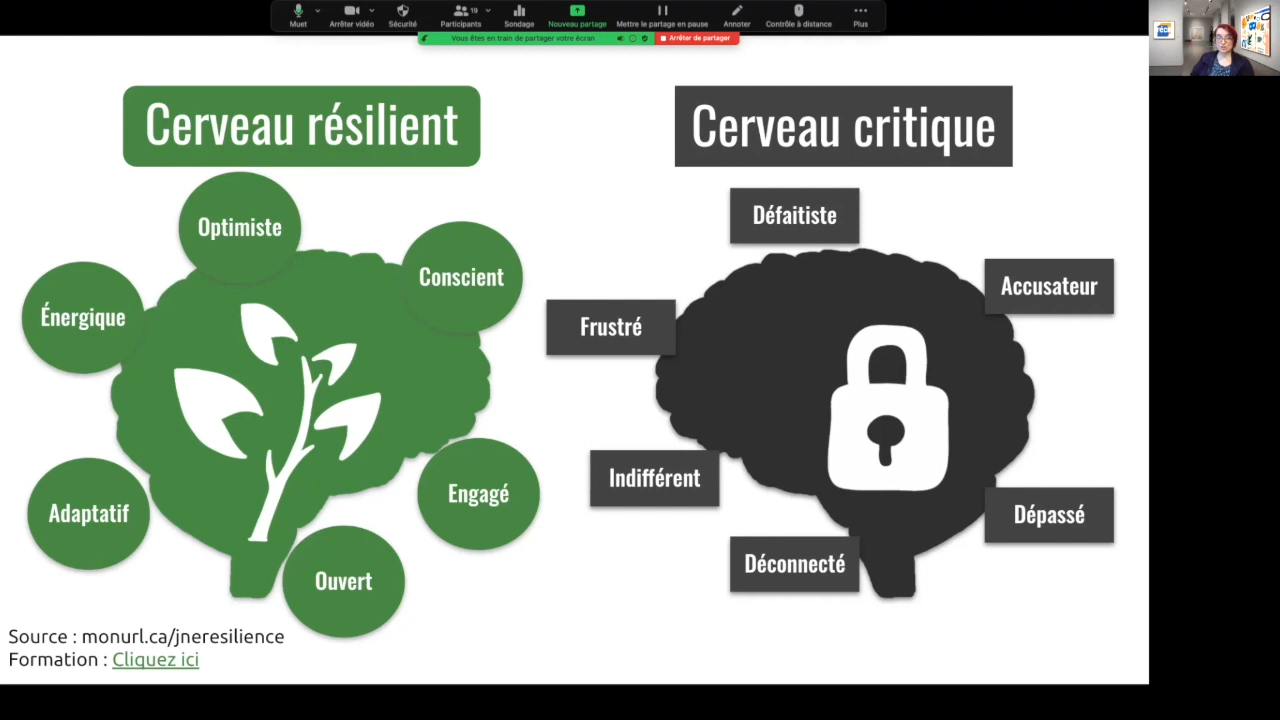 Muet
Arrêter vidéo
Sécurité
Participants
19
Sondage
Nouveau partage
Mettre le partage en pause
Annoter
Contrôle à distance
Plus
Vous êtes en train de partager votre écran
Arrêter de partager
Cerveau résilient
Optimiste
Conscient
Énergique
Adaptatif
Engagé
Ouvert
Cerveau critique
Défaitiste
Accusateur
Frustré
Indifférent
Dépassé
Déconnecté
Source : monurl.ca/jneresilience
Formation : Cliquez ici